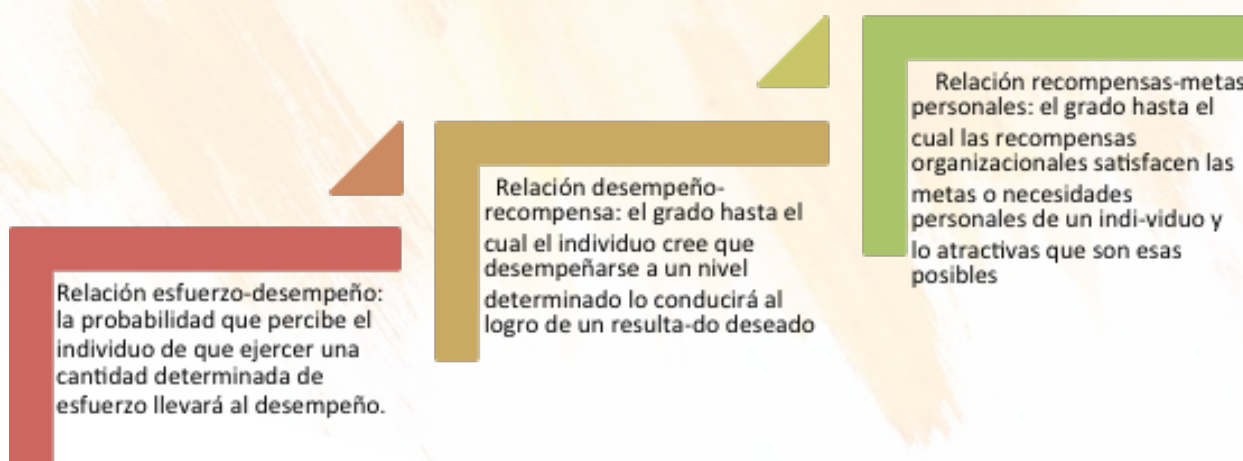 Relación esfuerzo-desempeño:
la probabilidad que percibe el
individuo de que ejercer una
cantidad determinada de
esfuerzo llevará al desempeño.
Relación desempeño-
recompensa: el grado hasta el
cual el individuo cree que
desempeñarse a un nivel
determinado lo conducirá al
logro de un resulta-do deseado
Relación recompensas-metas
personales: el grado hasta el
cual las recompensas
organizacionales satisfacen las
metas o necesidades
personales de un indi-viduo y
lo atractivas que son esas
posibles